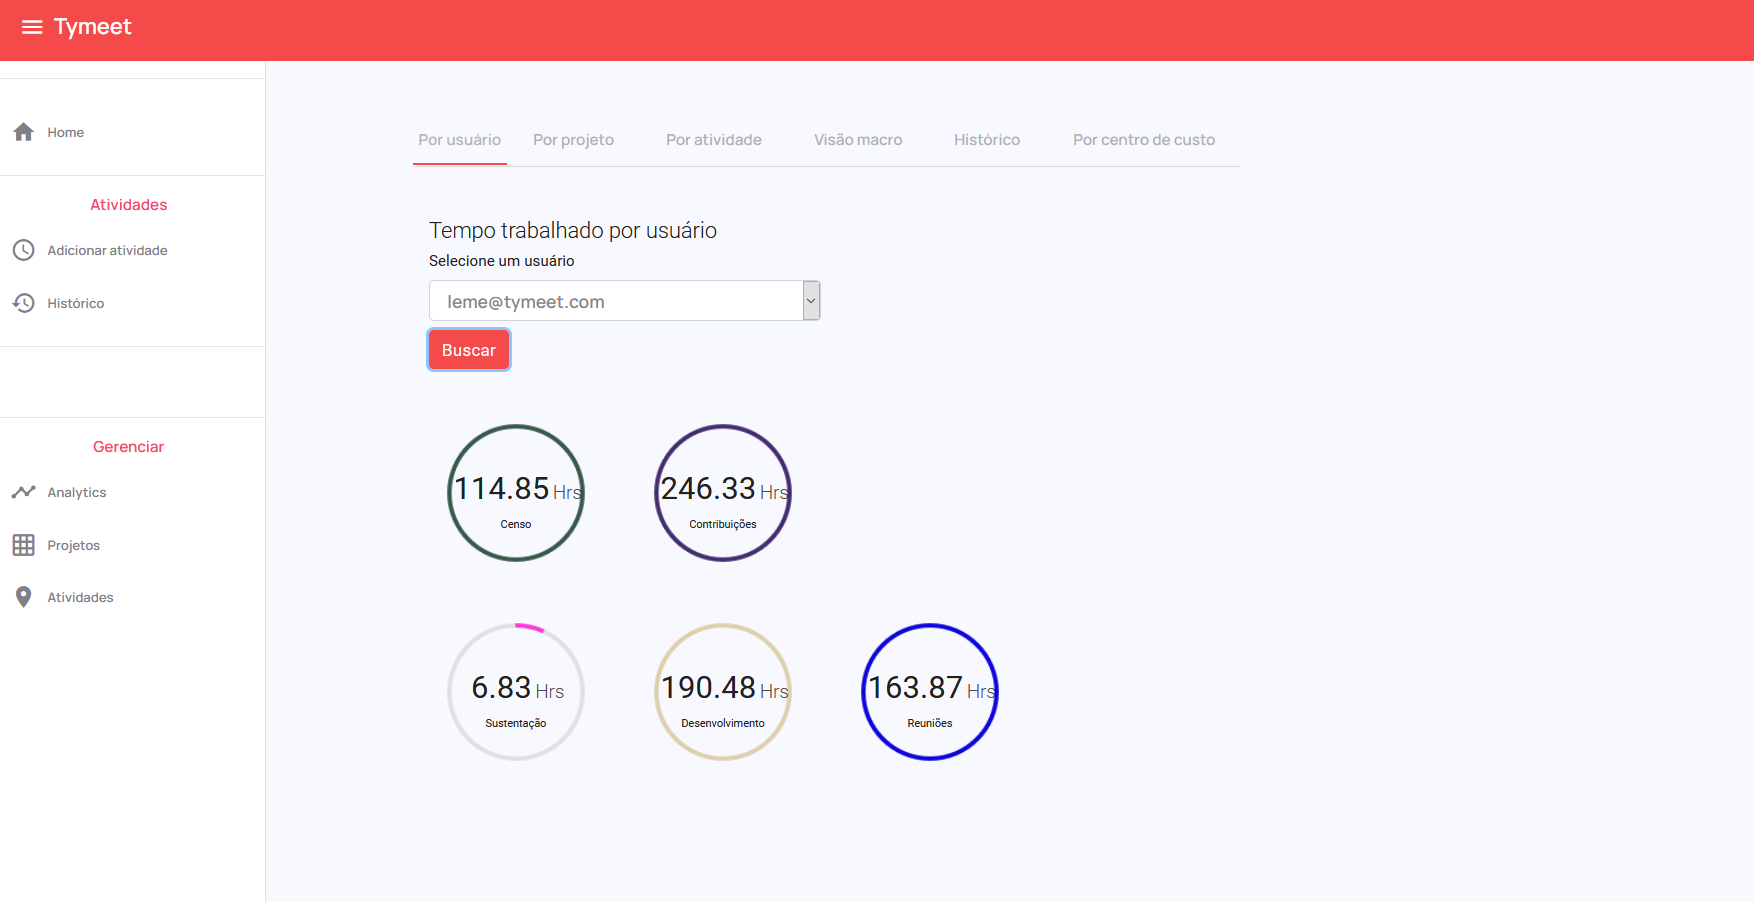 Tymeet
Home
Atividades
Adicionar atividade
Histórico
Gerenciar
Analytics
Projetos
Atividades
Por usuário Por projeto Por atividade Visão macro Histórico Por centro de custo
Tempo trabalhado por usuário
Selecione um usuário
leme@tymeet.com
Buscar
114.85 Hrs
Censo
246.33 Hrs
Contribuições
6.83 Hrs
Sustentação
190.48 Hrs
Desenvolvimento
163.87 Hrs
Reuniões